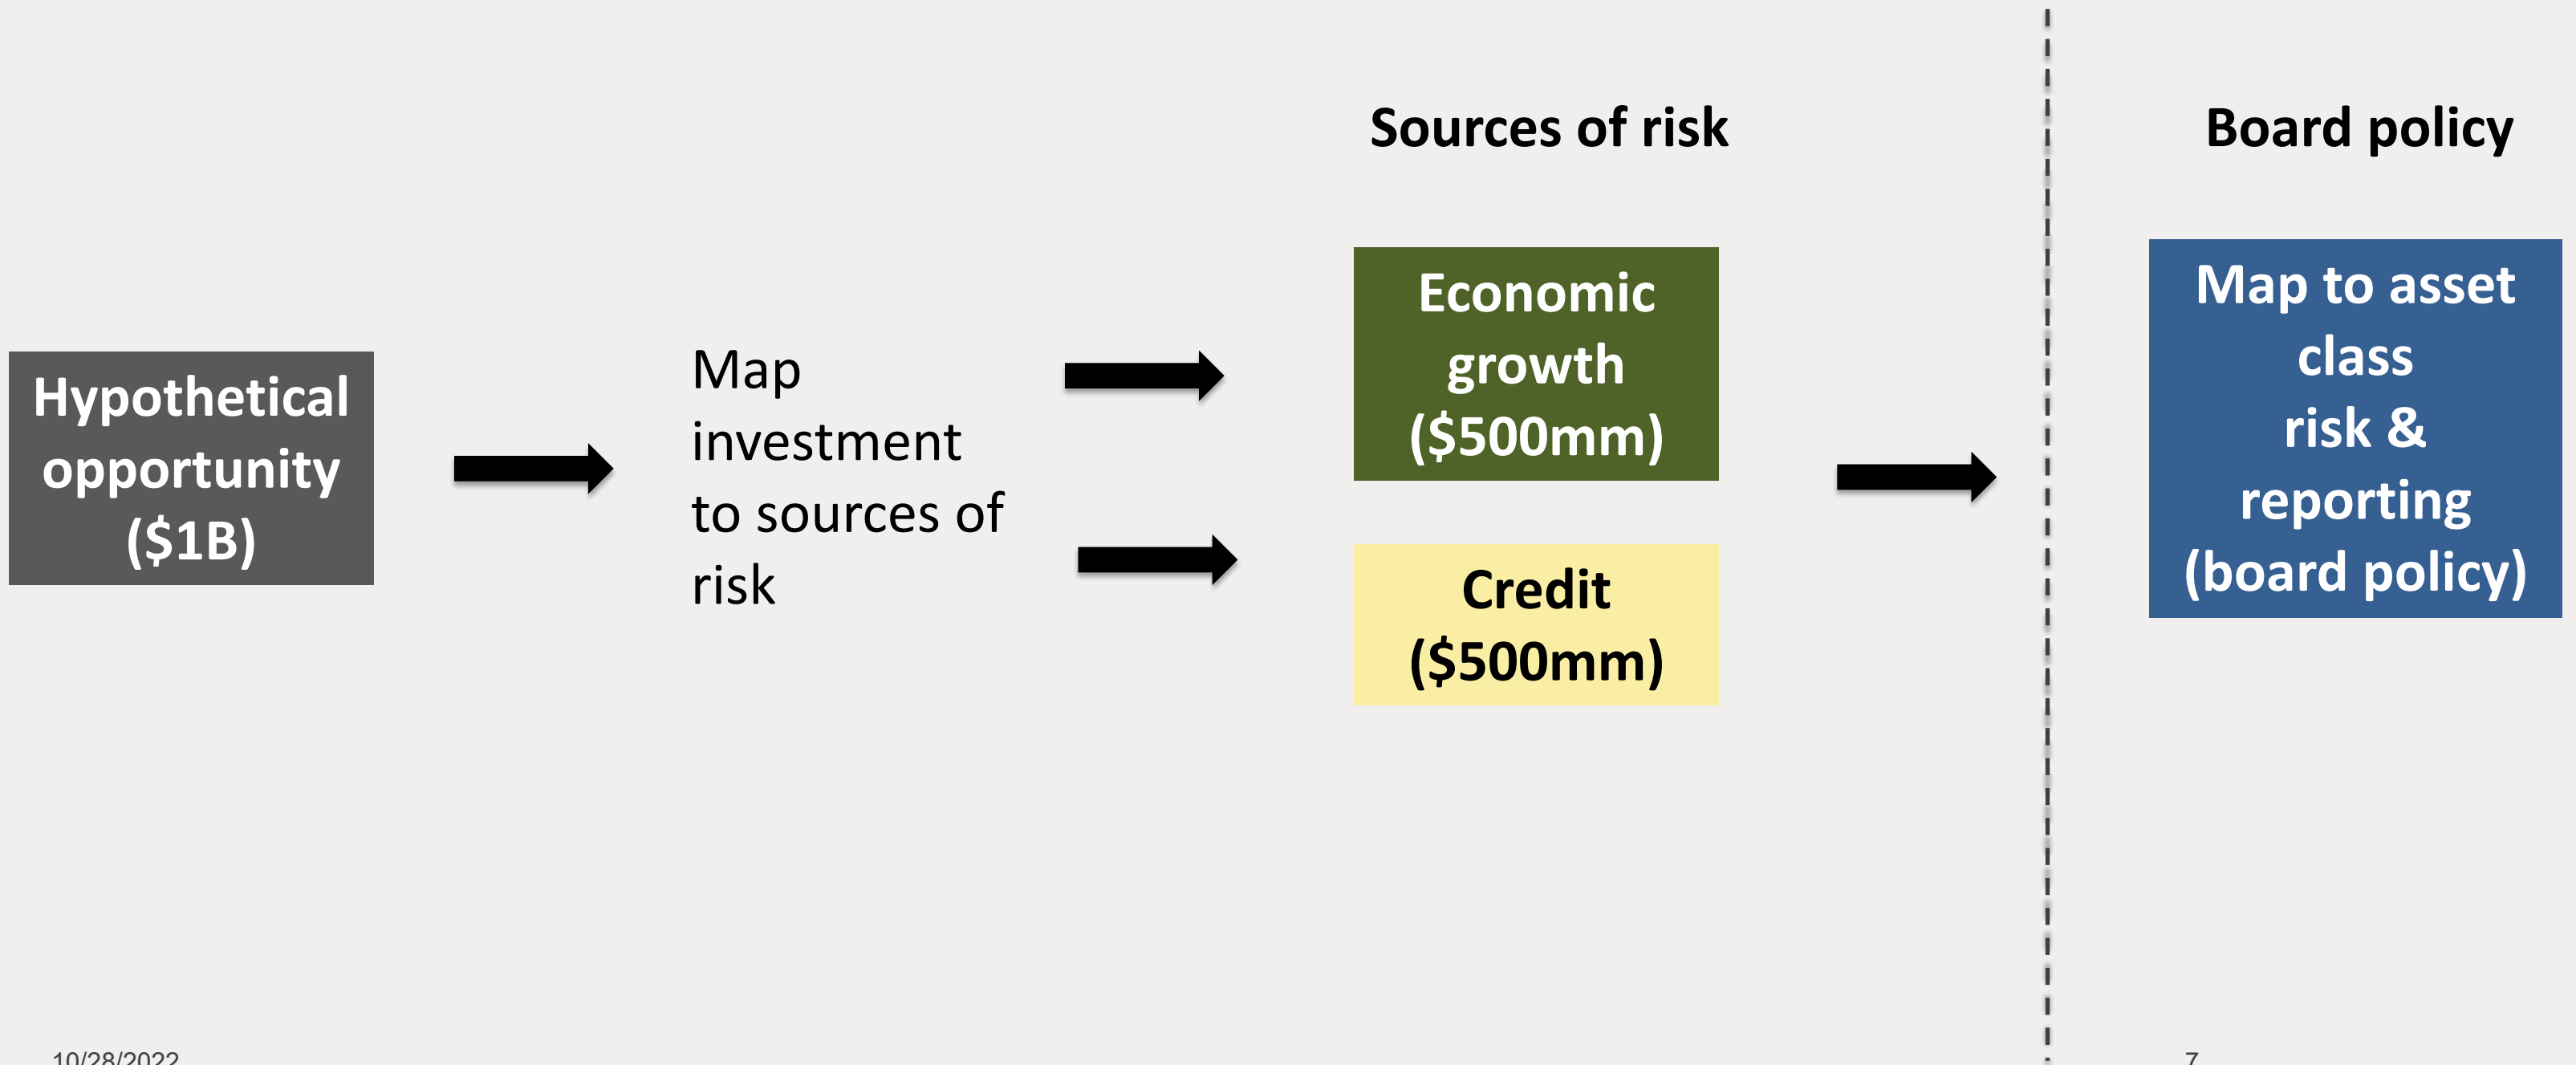 Sources of risk
Board policy
Hypothetical
opportunity
($1B)
Map
investment
to sources of
risk
Economic
growth
($500mm)
Credit
($500mm)
Map to asset
class
risk &
reporting
(board policy)
10/28/2022
7